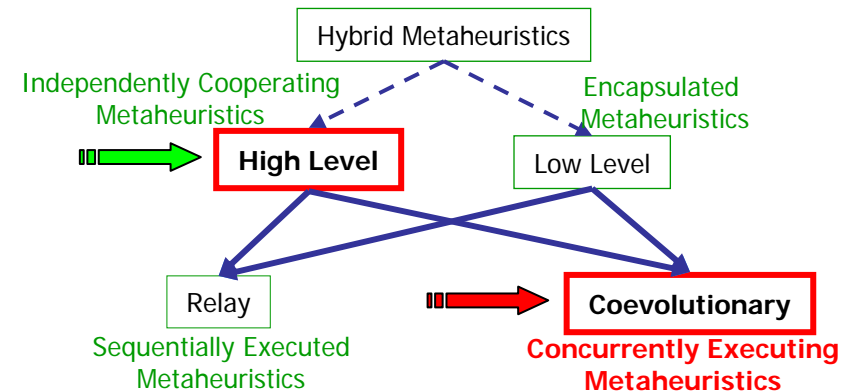 Hybrid Metaheuristics
Independently Cooperating
Metaheuristics
Encapsulated
Metaheuristics
High Level
Low Level
Relay
Coevolutionary
Sequentially Executed
Metaheuristics
Concurrently Executing
Metaheuristics